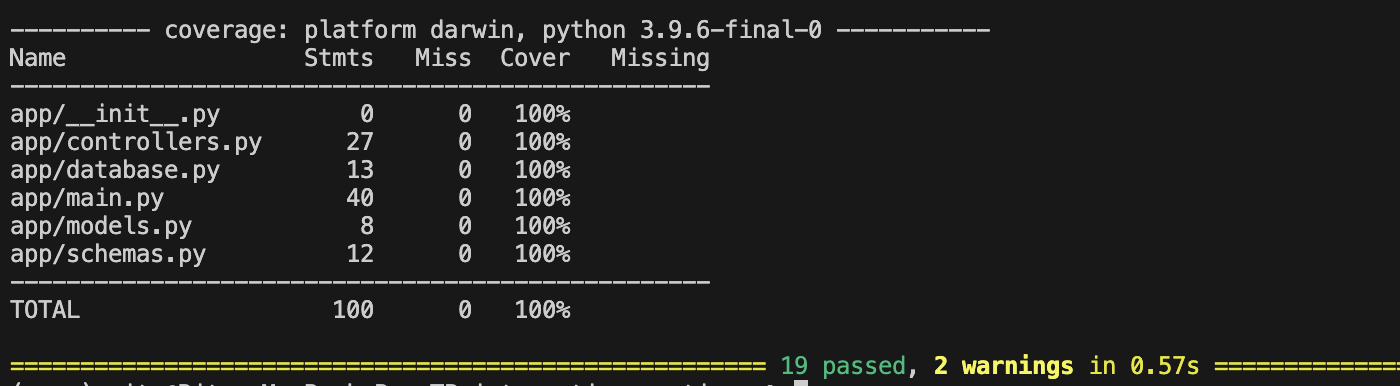 ---------- coverage: platform darwin, python 3.9.6-final-0 -----------
Name                 Stmts   Miss  Cover   Missing
--------------------------------------------------
app/__init__.py          0      0   100%
app/controllers.py      27      0   100%
app/database.py         13      0   100%
app/main.py             40      0   100%
app/models.py            8      0   100%
app/schemas.py          12      0   100%
--------------------------------------------------
TOTAL                  100      0   100%
====================================================== 19 passed, 2 warnings in 0.57s ==============